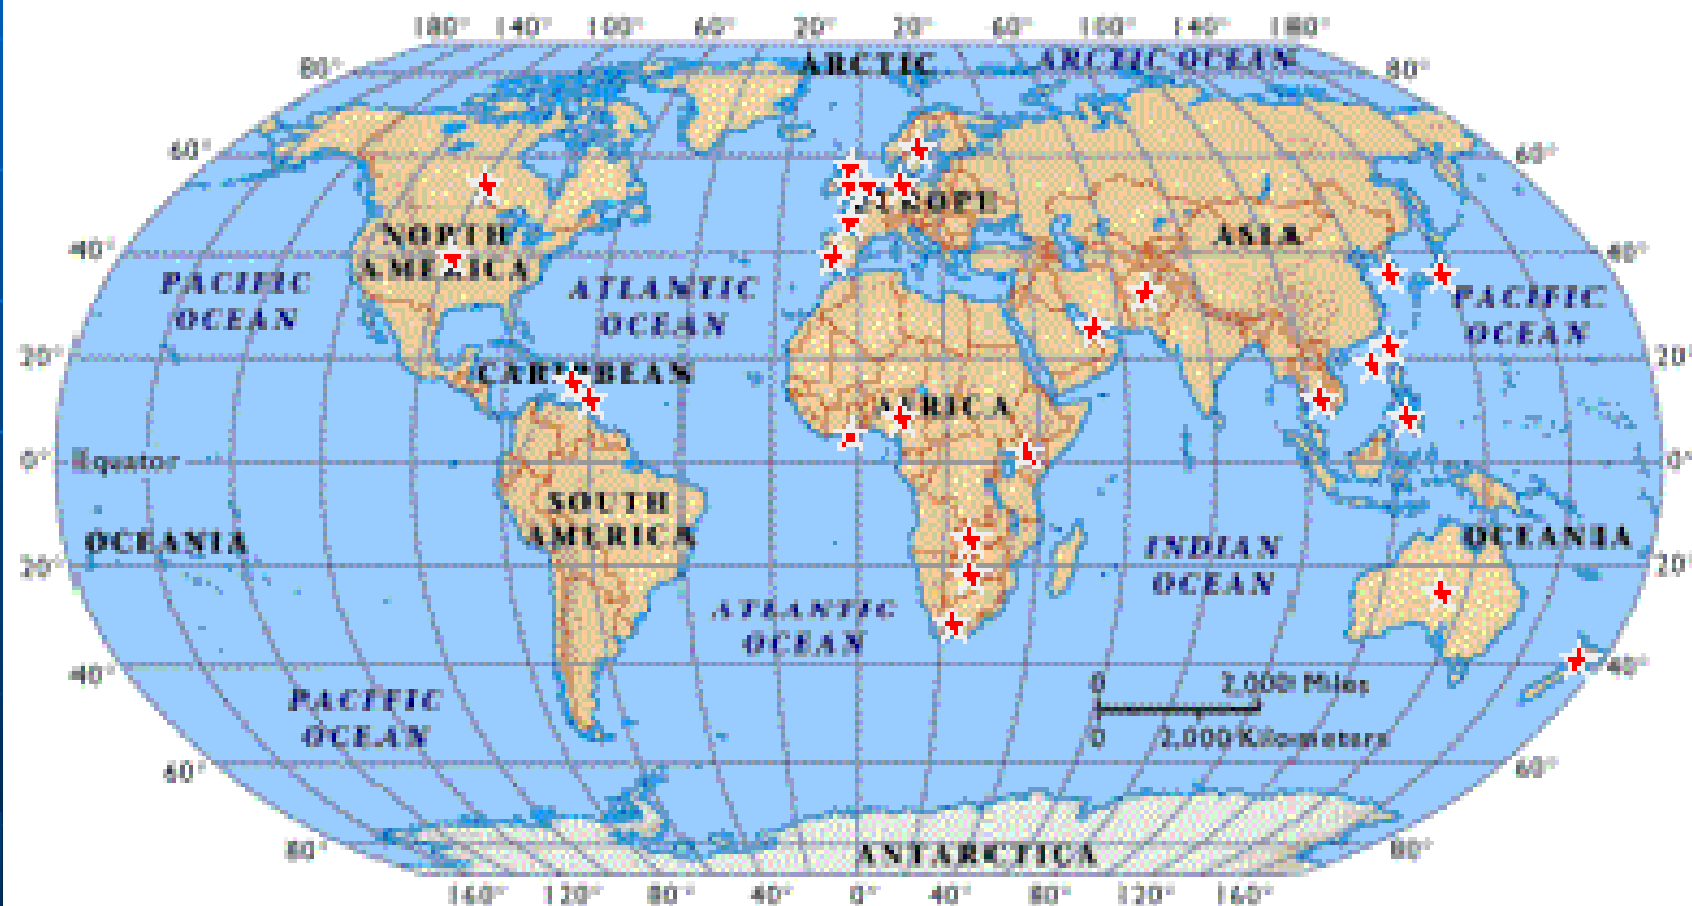 180° 140° 100° 60° 20° 20° 60° 100° 140° 180°
ARCTIC
ARCTIC OCEAN
80°
80°
60°
60°
EUROPE
NORTH
AMERICA
ASIA
40°
40°
PACIFIC
OCEAN
ATLANTIC
OCEAN
PACIFIC
OCEAN
20°
20°
CARIBBEAN
AFRICA
0°
Equator
0°
SOUTH
AMERICA
OCEANIA
OCEANIA
INDIAN
OCEAN
20°
20°
ATLANTIC
OCEAN
40°
40°
PACIFIC
OCEAN
0 2,000 Miles
0 2,000 Kilometers
60°
60°
80°
80°
ANTARCTICA
160° 120° 80° 40° 0° 40° 80° 120° 160°